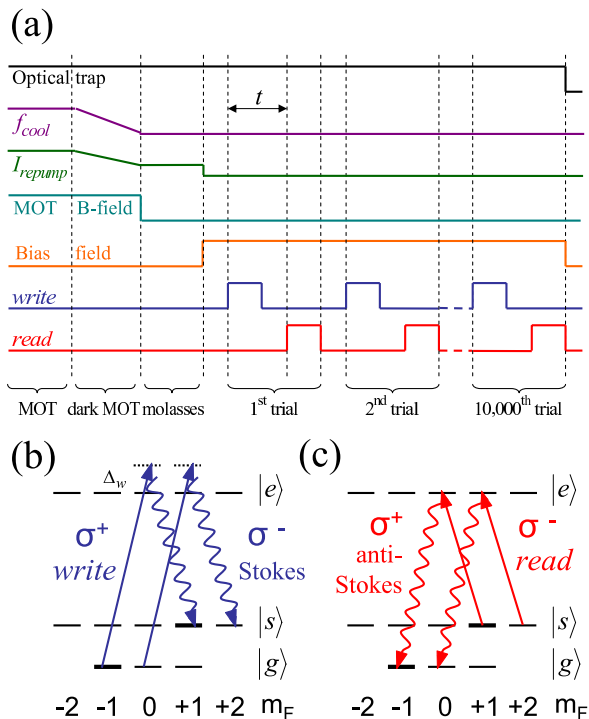 (a)
Optical trap
t
f_cool
I_repump
MOT B-field
Bias field
write
read
MOT dark MOT molasses 1st trial 2nd trial 10,000th trial
(b)
Δ_w |e⟩
σ+ write
σ - Stokes
|s⟩
|g⟩
-2 -1 0 +1 +2 m_F
(c)
|e⟩
σ+ anti-Stokes
σ - read
|s⟩
|g⟩
-2 -1 0 +1 +2 m_F